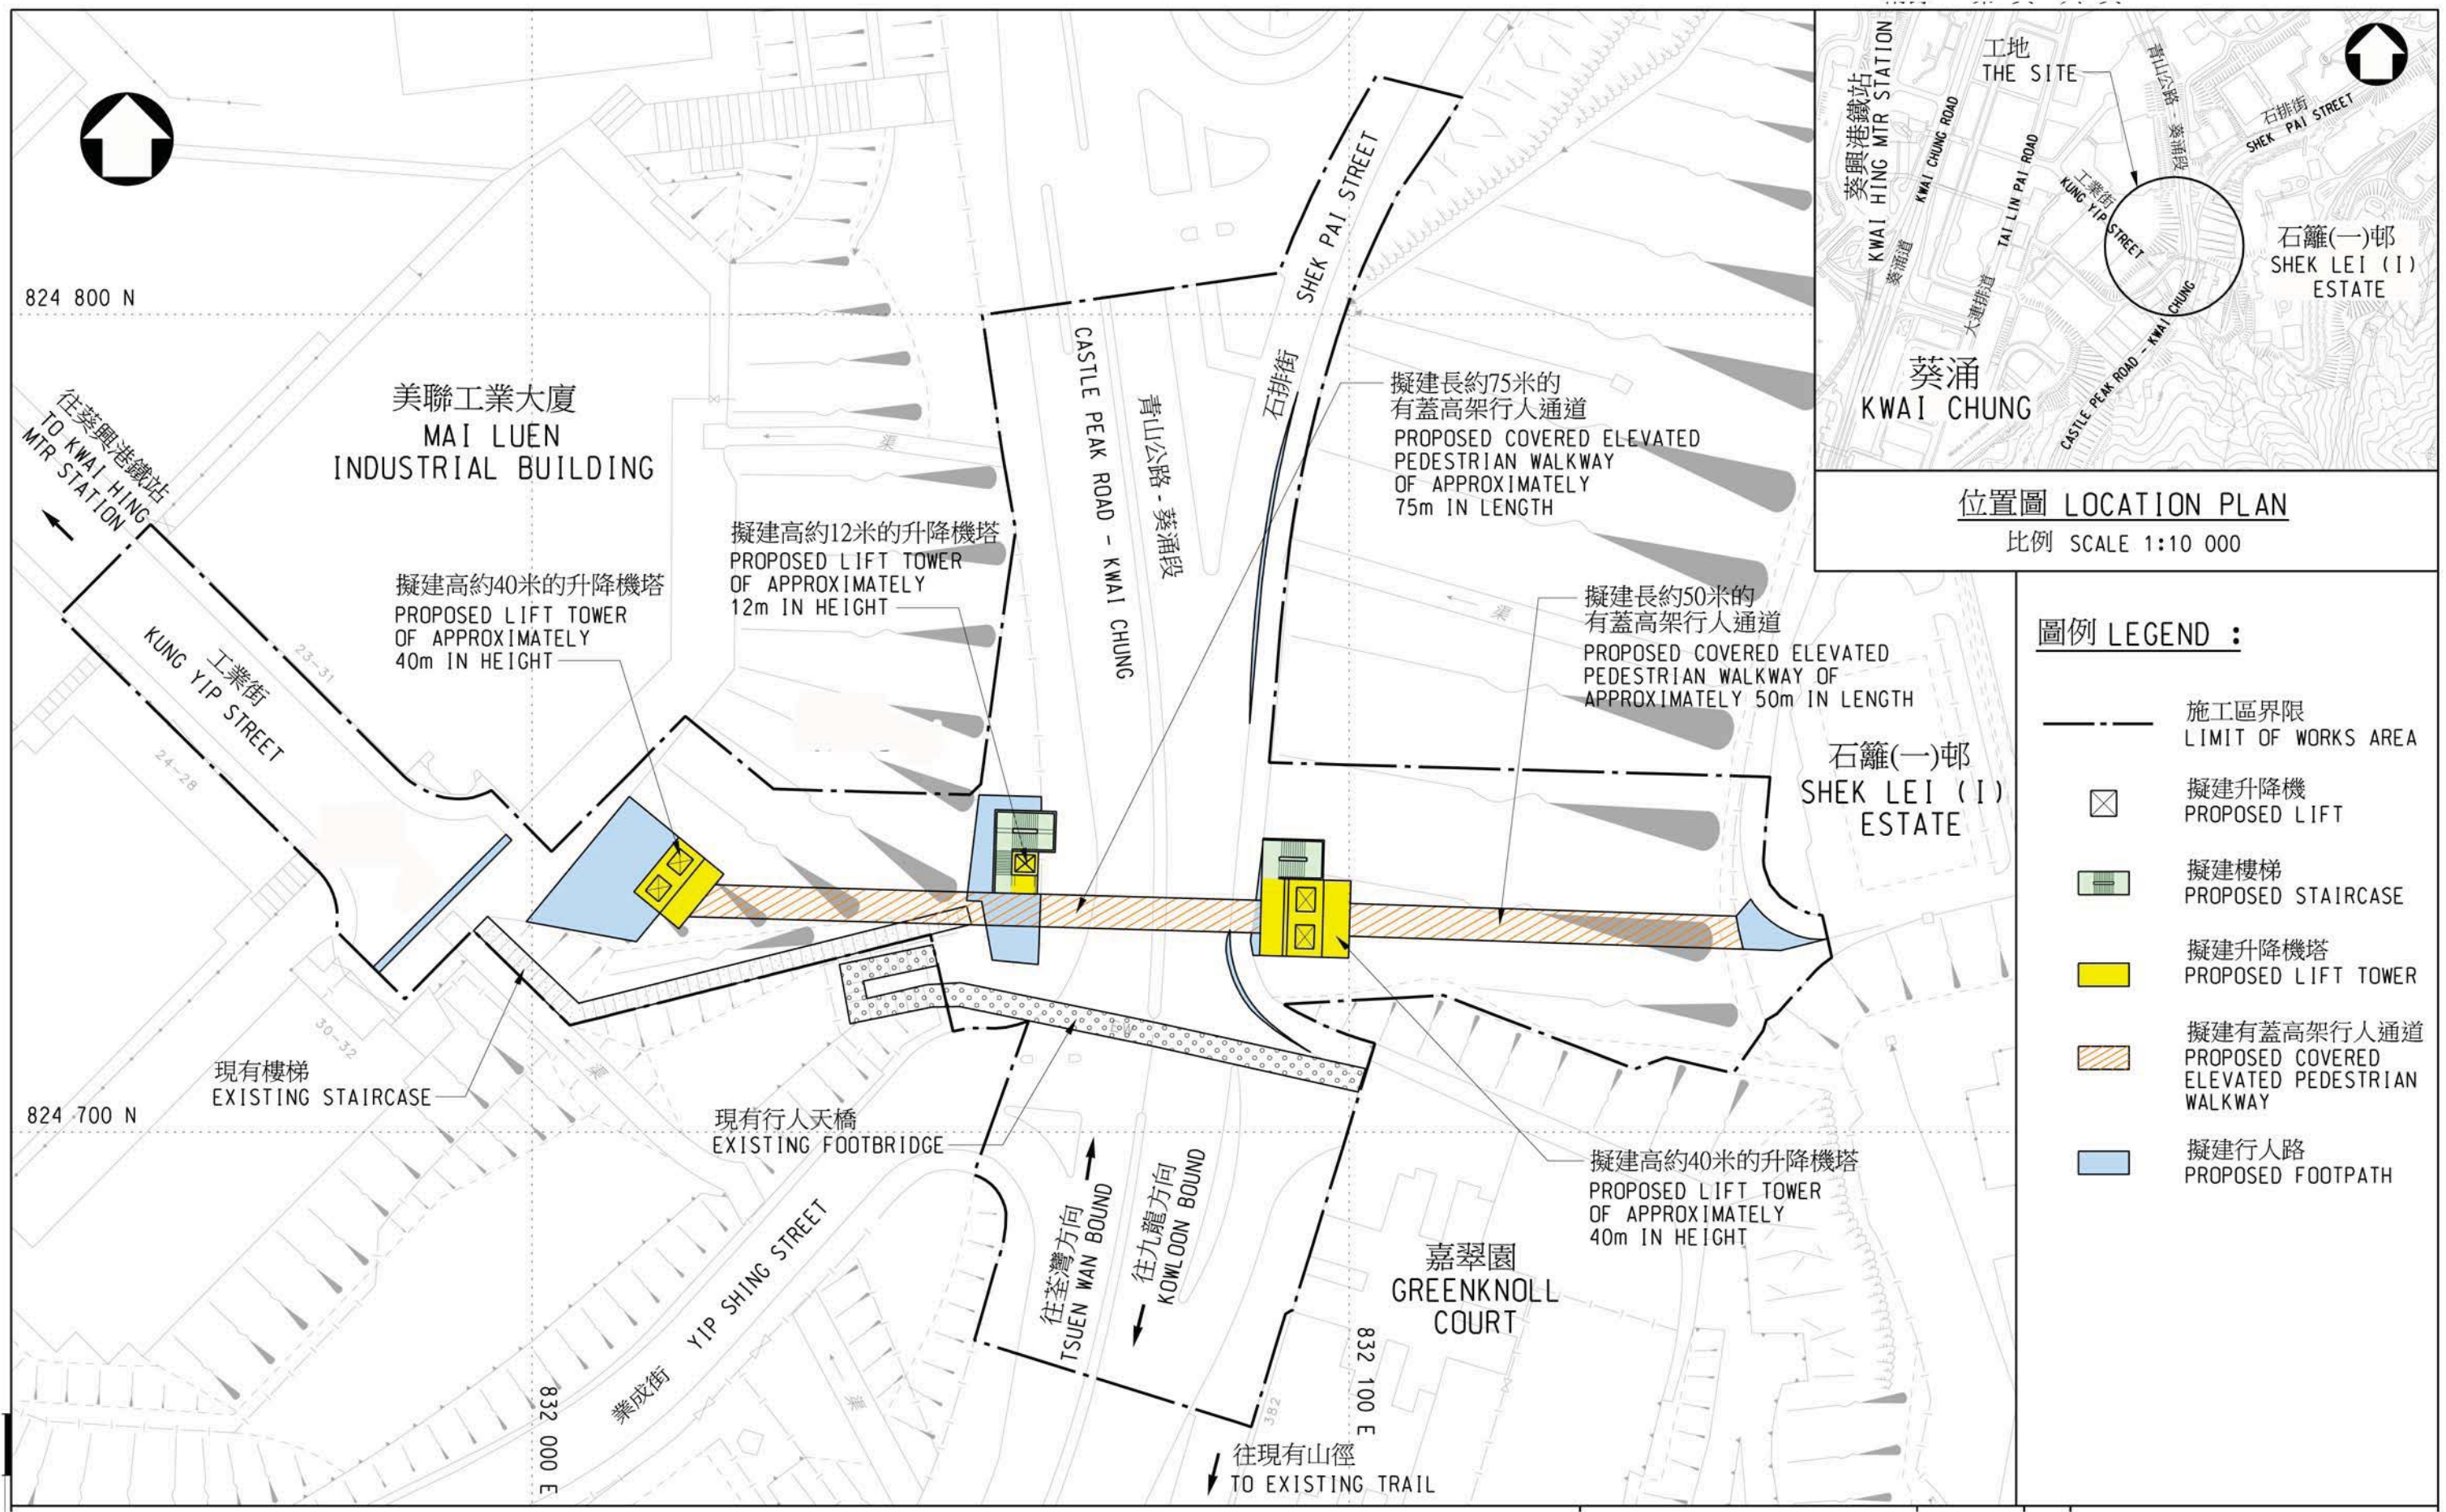 824 800 N
824 700 N
832 000 E
832 100 E
往葵興港鐵站
TO KWAI HING
MTR STATION
美聯工業大廈
MAI LUEN
INDUSTRIAL BUILDING
工業街
KUNG YIP STREET
23-31
24-28
30-32
擬建高約40米的升降機塔
PROPOSED LIFT TOWER
OF APPROXIMATELY
40m IN HEIGHT
擬建高約12米的升降機塔
PROPOSED LIFT TOWER
OF APPROXIMATELY
12m IN HEIGHT
渠
CASTLE PEAK ROAD - KWAI CHUNG
青山公路 - 葵涌段
SHEK PAI STREET
石排街
擬建長約75米的
有蓋高架行人通道
PROPOSED COVERED ELEVATED
PEDESTRIAN WALKWAY
OF APPROXIMATELY
75m IN LENGTH
渠
擬建長約50米的
有蓋高架行人通道
PROPOSED COVERED ELEVATED
PEDESTRIAN WALKWAY OF
APPROXIMATELY 50m IN LENGTH
石籬(一)邨
SHEK LEI (I)
ESTATE
現有樓梯
EXISTING STAIRCASE
渠
現有行人天橋
EXISTING FOOTBRIDGE
業成街 YIP SHING STREET
渠
往荃灣方向
TSUEN WAN BOUND
往九龍方向
KOWLOON BOUND
擬建高約40米的升降機塔
PROPOSED LIFT TOWER
OF APPROXIMATELY
40m IN HEIGHT
嘉翠園
GREENKNOLL
COURT
382
往現有山徑
TO EXISTING TRAIL
葵興港鐵站
KWAI HING MTR STATION
工地
THE SITE
葵涌道
KWAI CHUNG ROAD
大連排道
TAI LIN PAI ROAD
工業街
KUNG YIP STREET
青山公路 - 葵涌段
CASTLE PEAK ROAD - KWAI CHUNG
石排街
SHEK PAI STREET
石籬(一)邨
SHEK LEI (I)
ESTATE
葵涌
KWAI CHUNG
位置圖 LOCATION PLAN
比例 SCALE 1:10 000
圖例 LEGEND :
施工區界限
LIMIT OF WORKS AREA
擬建升降機
PROPOSED LIFT
擬建樓梯
PROPOSED STAIRCASE
擬建升降機塔
PROPOSED LIFT TOWER
擬建有蓋高架行人通道
PROPOSED COVERED
ELEVATED PEDESTRIAN
WALKWAY
擬建行人路
PROPOSED FOOTPATH